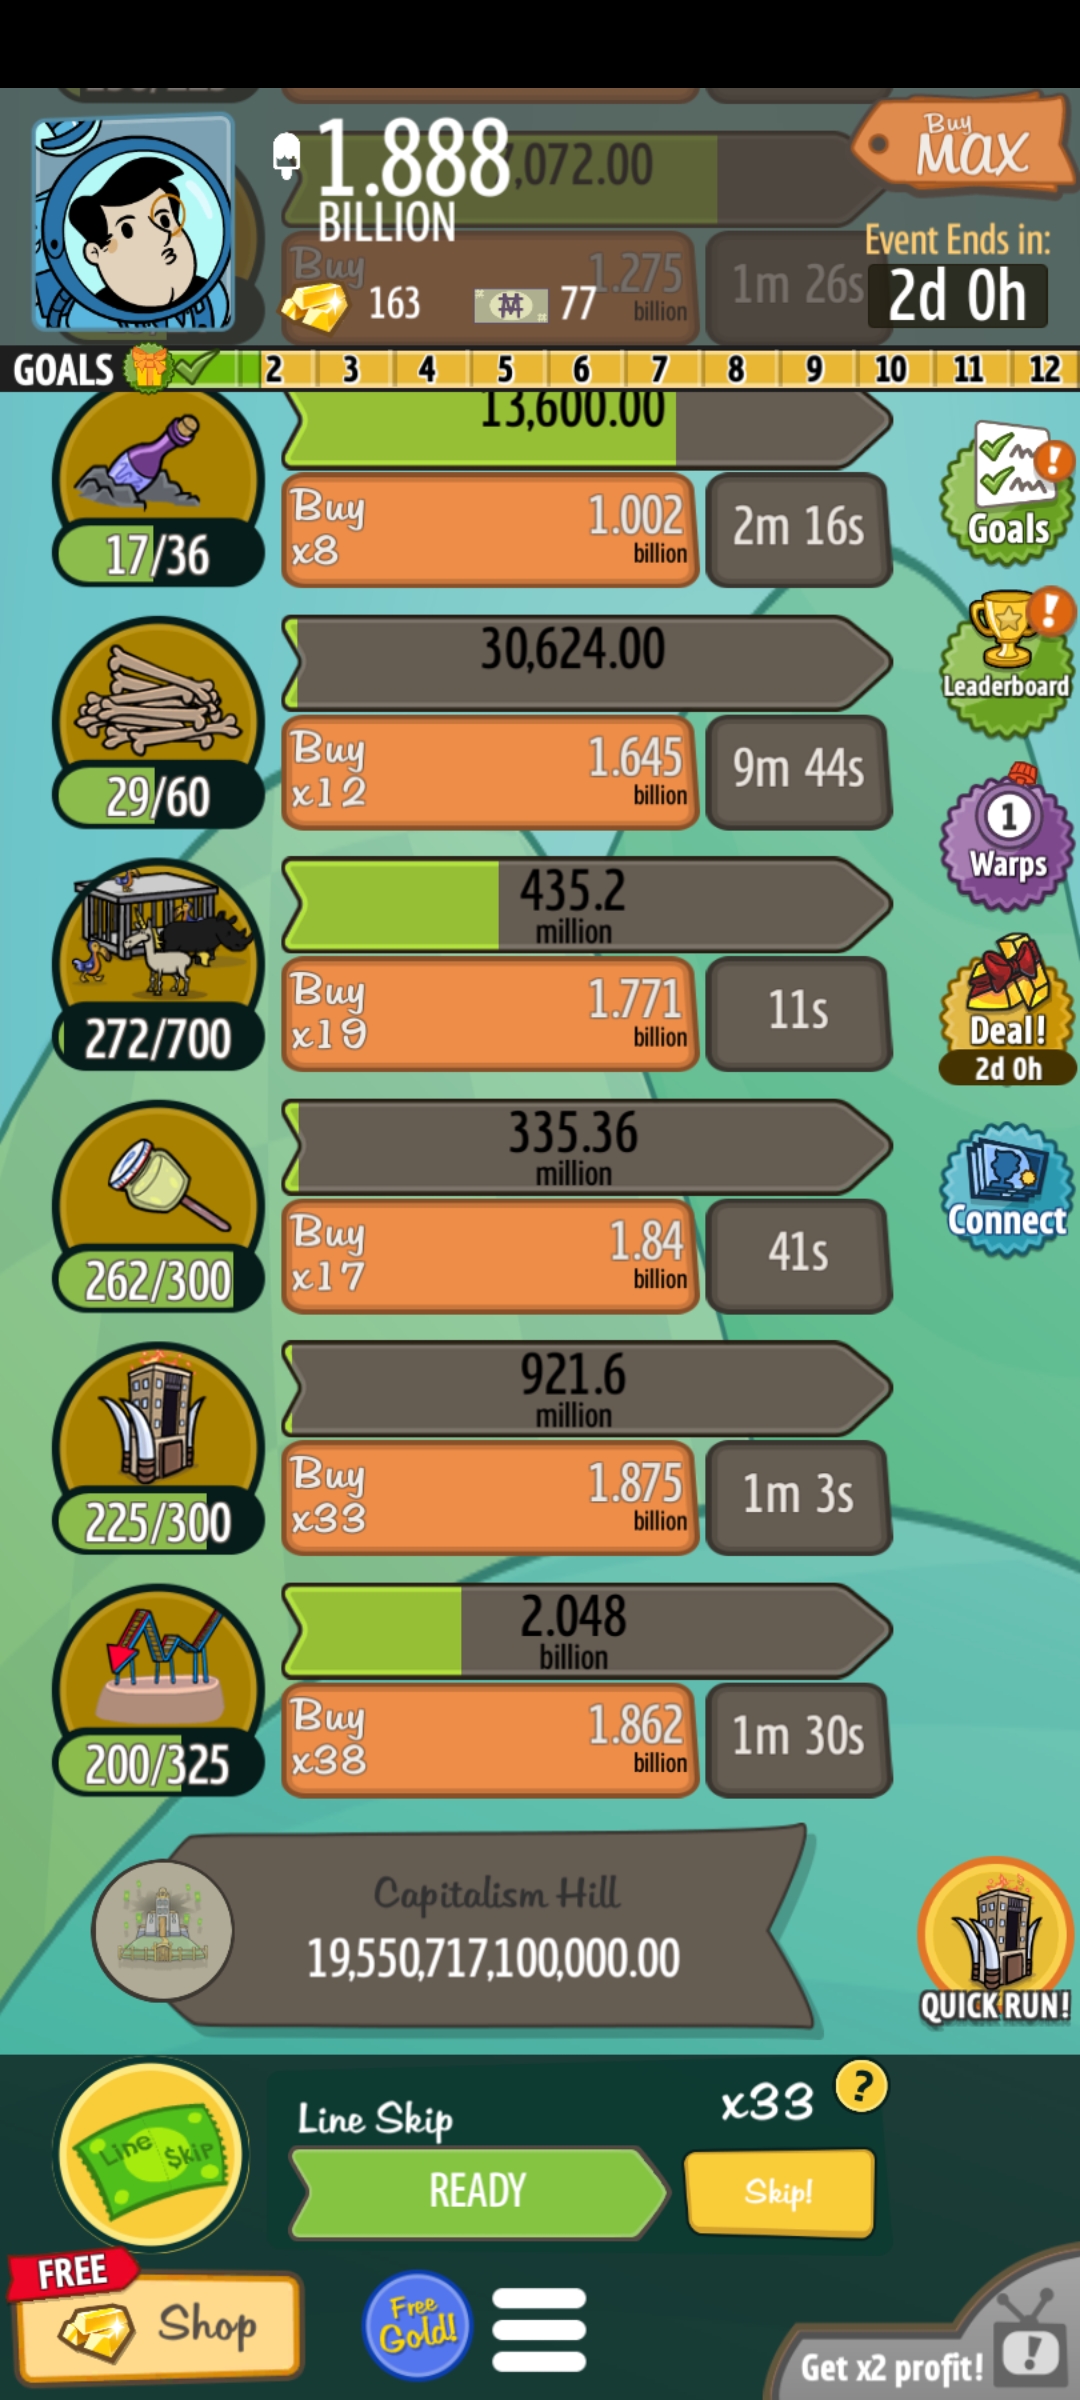 1.888
BILLION
,072.00
Buy
MAX
Buy
1.275
billion
1m 26s
Event Ends in:
2d 0h
163
77
GOALS
2 3 4 5 6 7 8 9 10 11 12
13,600.00
17/36
Buy
x8
1.002
billion
2m 16s
Goals
30,624.00
29/60
Buy
x12
1.645
billion
9m 44s
Leaderboard
1
Warps
435.2
million
272/700
Buy
x19
1.771
billion
11s
Deal!
2d 0h
335.36
million
262/300
Buy
x17
1.84
billion
41s
Connect
921.6
million
225/300
Buy
x33
1.875
billion
1m 3s
2.048
billion
200/325
Buy
x38
1.862
billion
1m 30s
Capitalism Hill
19,550,717,100,000.00
QUICK RUN!
Line $kip
Line Skip
x33
?
READY
Skip!
FREE
Shop
Free
Gold!
Get x2 profit!